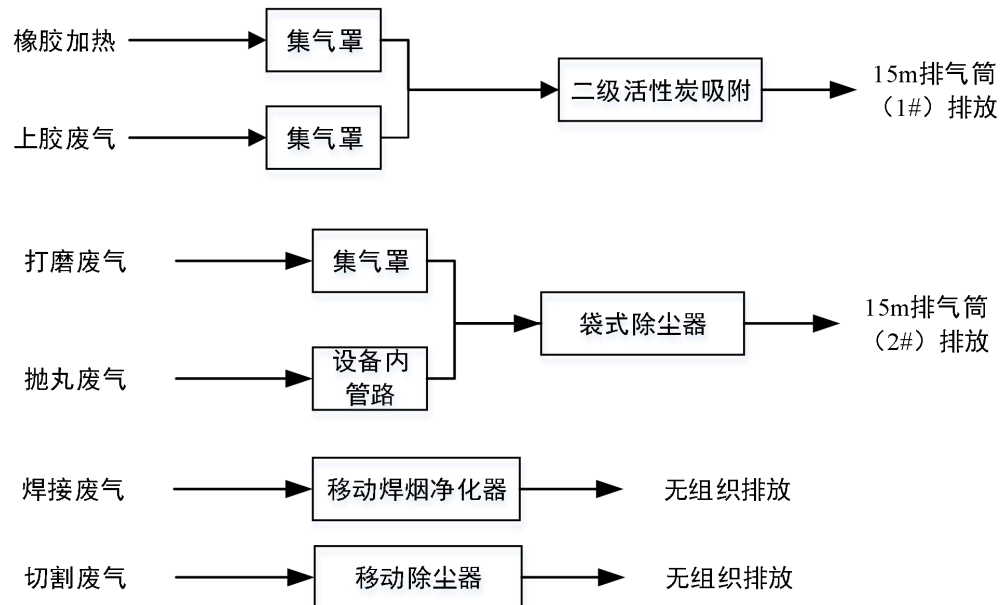 橡胶加热
集气罩
上胶废气
集气罩
二级活性炭吸附
15m排气筒
（1#）排放
打磨废气
集气罩
抛丸废气
设备内
管路
袋式除尘器
15m排气筒
（2#）排放
焊接废气
移动焊烟净化器
无组织排放
切割废气
移动除尘器
无组织排放